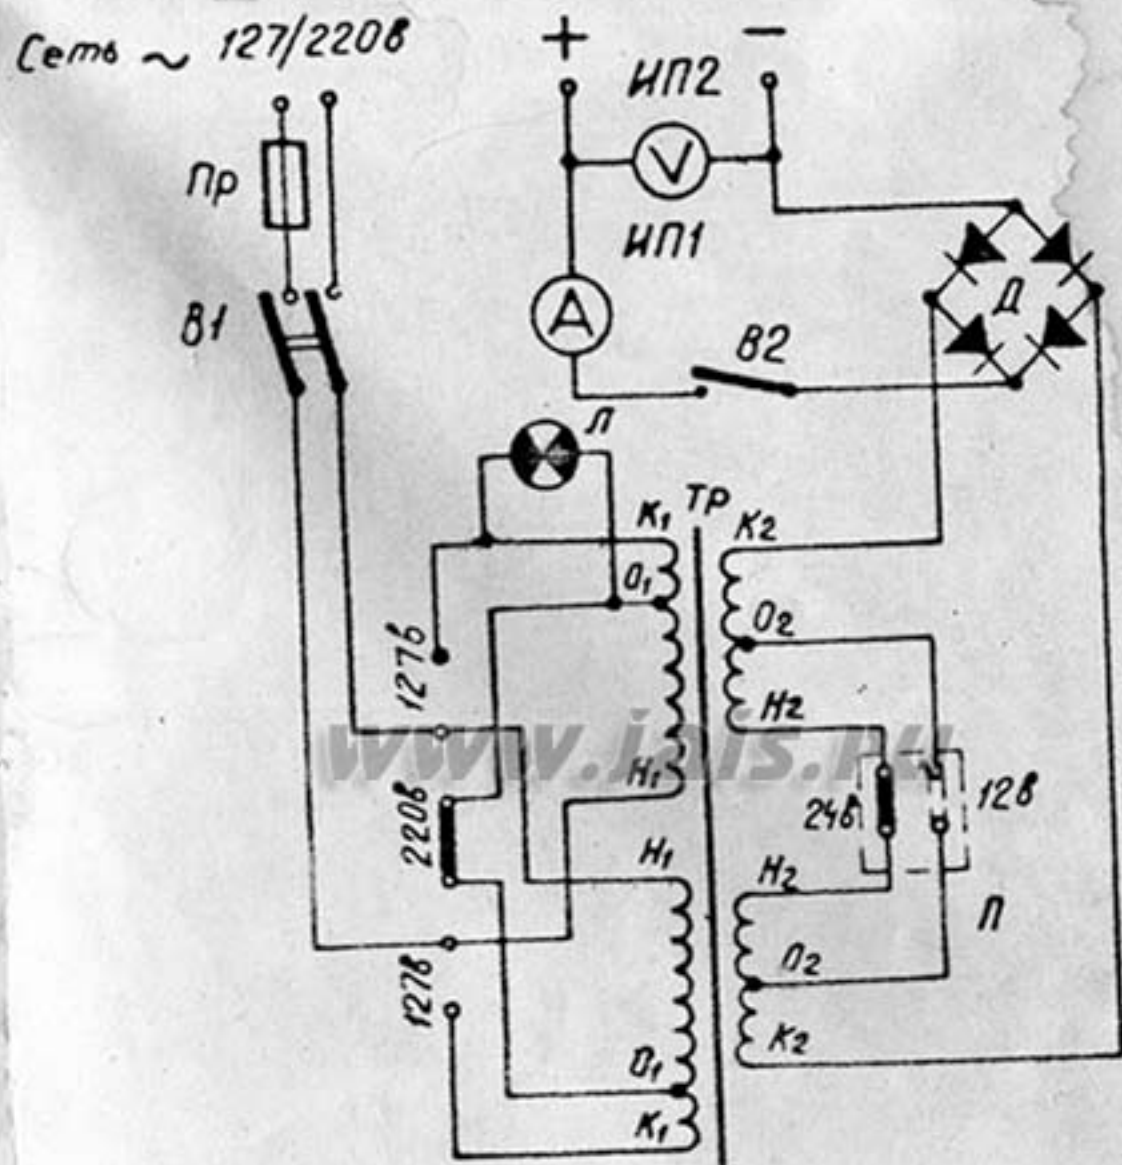 Сеть ~ 127/220в
+ −
ИП2
V
Пр
ИП1
В1
А
Д
В2
Л
ТР
К₁
К2
О₁
О2
127в
Н2
www.jais.ru
Н₁
24в
12в
220в
Н₁
Н2
П
О2
127в
О₁
К2
К₁